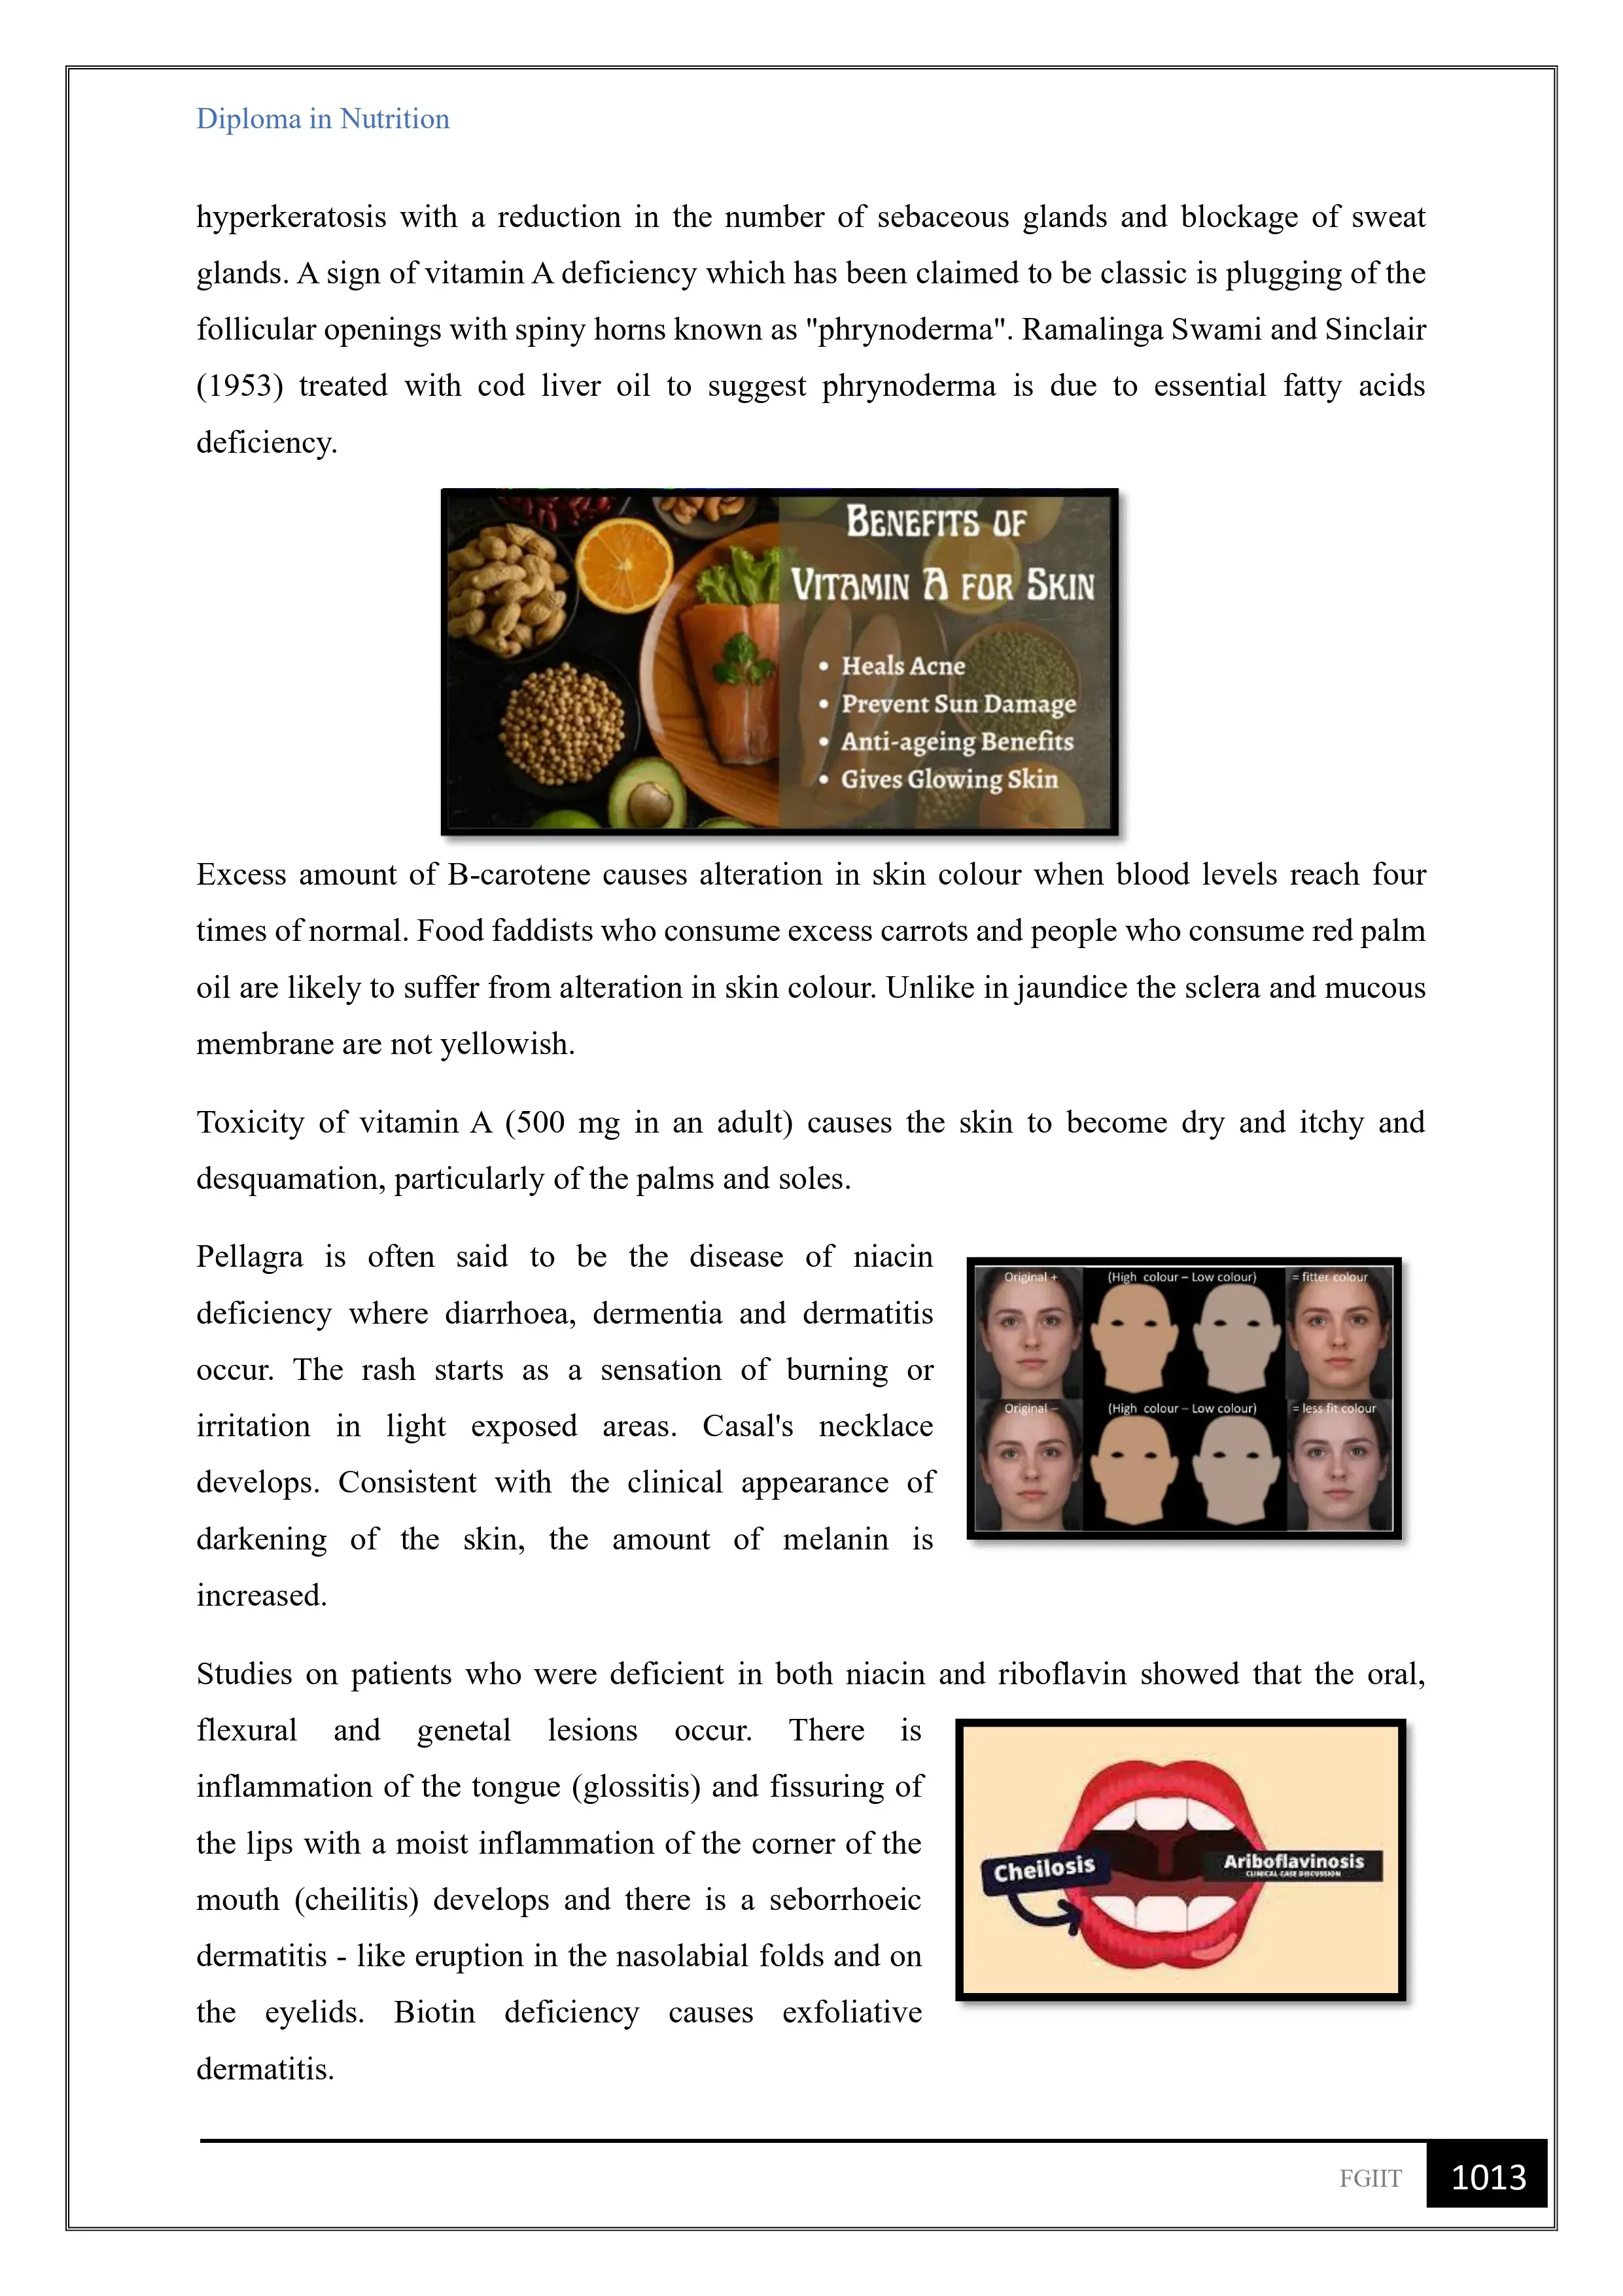 Diploma in Nutrition
hyperkeratosis with a reduction in the number of sebaceous glands and blockage of sweat
glands. A sign of vitamin A deficiency which has been claimed to be classic is plugging of the
follicular openings with spiny horns known as "phrynoderma". Ramalinga Swami and Sinclair
(1953) treated with cod liver oil to suggest phrynoderma is due to essential fatty acids
deficiency.
BENEFITS OF
VITAMIN A FOR SKIN
• Heals Acne
• Prevent Sun Damage
• Anti-ageing Benefits
• Gives Glowing Skin
Excess amount of B-carotene causes alteration in skin colour when blood levels reach four
times of normal. Food faddists who consume excess carrots and people who consume red palm
oil are likely to suffer from alteration in skin colour. Unlike in jaundice the sclera and mucous
membrane are not yellowish.
Toxicity of vitamin A (500 mg in an adult) causes the skin to become dry and itchy and
desquamation, particularly of the palms and soles.
Pellagra is often said to be the disease of niacin
deficiency where diarrhoea, dermentia and dermatitis
occur. The rash starts as a sensation of burning or
irritation in light exposed areas. Casal's necklace
develops. Consistent with the clinical appearance of
darkening of the skin, the amount of melanin is
increased.
Original + (High colour – Low colour) = fitter colour
Original – (High colour – Low colour) = less fit colour
Studies on patients who were deficient in both niacin and riboflavin showed that the oral,
flexural and genetal lesions occur. There is
inflammation of the tongue (glossitis) and fissuring of
the lips with a moist inflammation of the corner of the
mouth (cheilitis) develops and there is a seborrhoeic
dermatitis - like eruption in the nasolabial folds and on
the eyelids. Biotin deficiency causes exfoliative
dermatitis.
Cheilosis
Ariboflavinosis
CLINICAL CASE DISCUSSION
FGIIT 1013